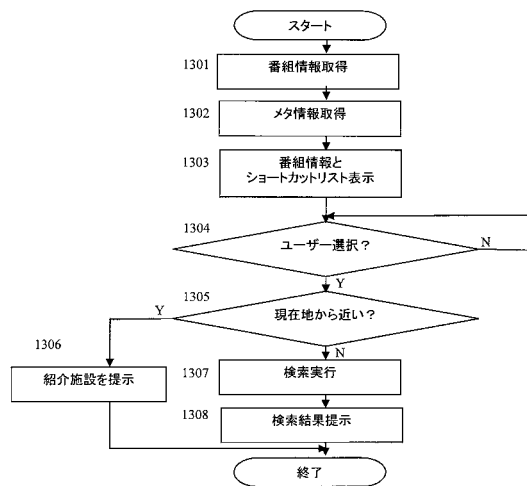 スタート
1301
番組情報取得
1302
メタ情報取得
1303
番組情報と
ショートカットリスト表示
1304
ユーザー選択？
N
Y
1305
現在地から近い？
Y
N
1306
紹介施設を提示
1307
検索実行
1308
検索結果提示
終了